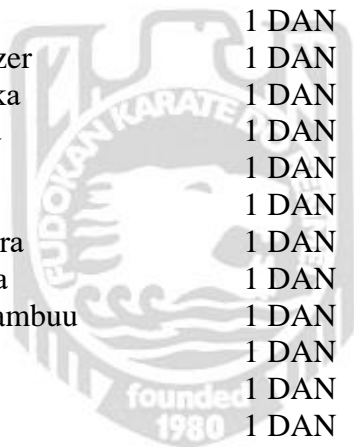 1 DAN
zer 1 DAN
ka 1 DAN
1 DAN
1 DAN
1 DAN
ra 1 DAN
a 1 DAN
ambuu 1 DAN
1 DAN
1 DAN
1 DAN
FUDOKAN KARATE DO
founded
1980